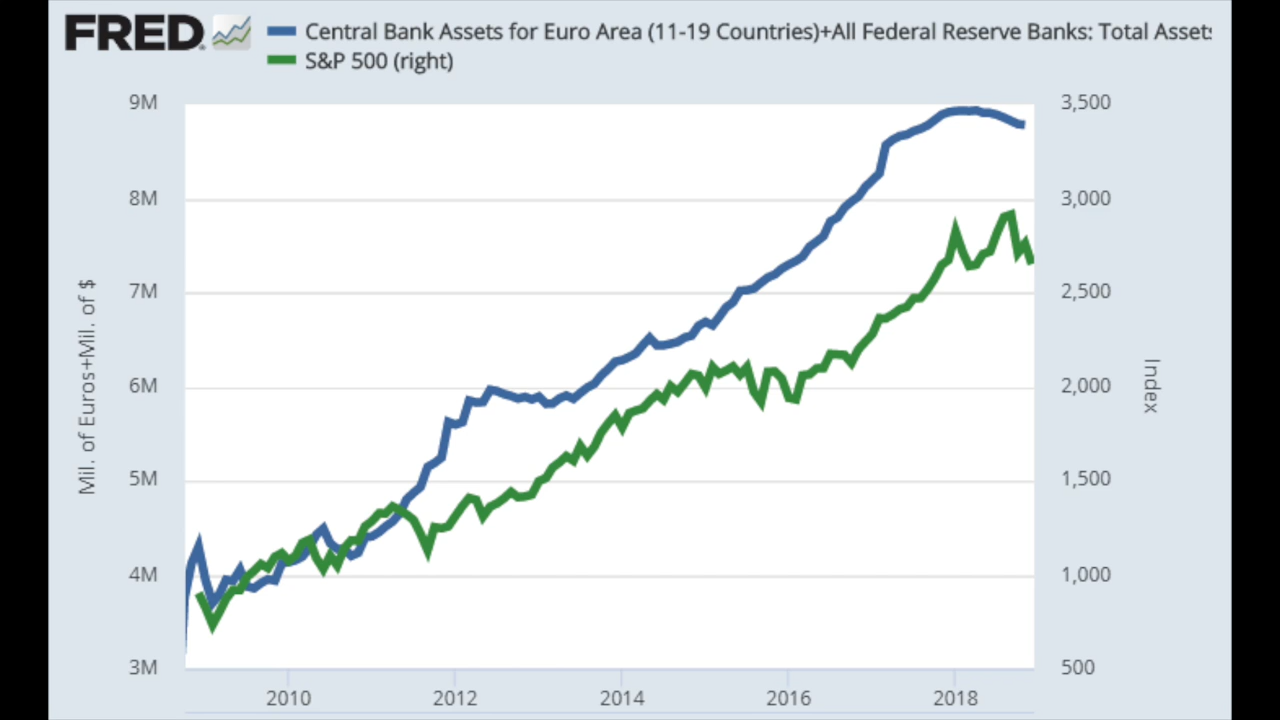 FRED
Central Bank Assets for Euro Area (11-19 Countries)+All Federal Reserve Banks: Total Assets
S&P 500 (right)
9M
8M
7M
6M
5M
4M
3M
Mil. of Euros+Mil. of $
3,500
3,000
2,500
2,000
1,500
1,000
500
Index
2010
2012
2014
2016
2018